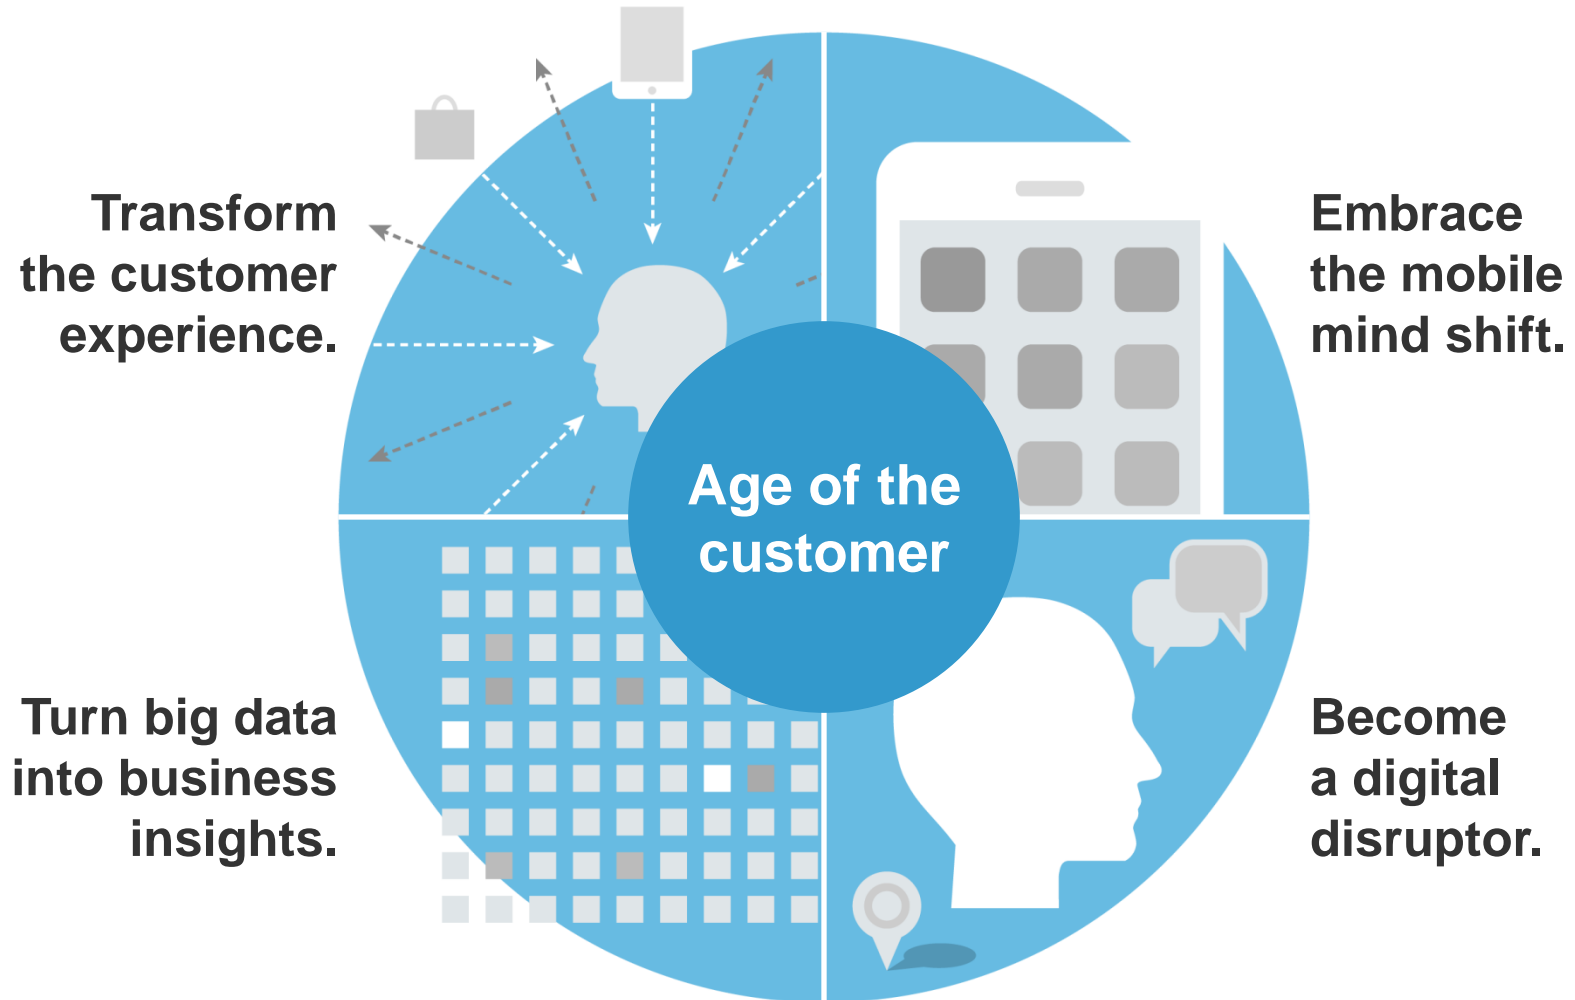 Transform
the customer
experience.
Embrace
the mobile
mind shift.
Age of the
customer
Turn big data
into business
insights.
Become
a digital
disruptor.